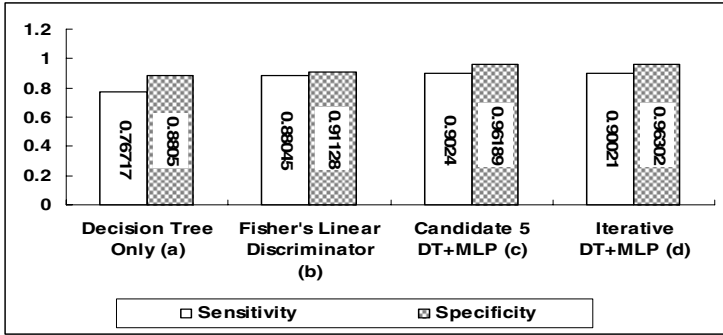 1.2
1
0.8
0.6
0.4
0.2
0
0.76717
0.8805
0.88045
0.91128
0.9024
0.96189
0.90021
0.96302
Decision Tree
Only (a)
Fisher's Linear
Discriminator
(b)
Candidate 5
DT+MLP (c)
Iterative
DT+MLP (d)
Sensitivity
Specificity